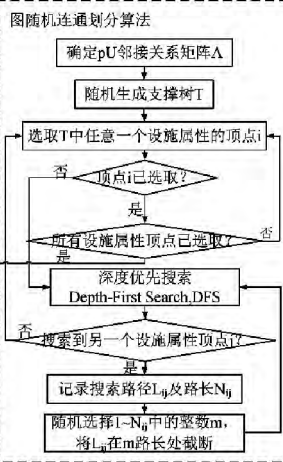 图随机连通划分算法
确定pU邻接关系矩阵Λ
随机生成支撑树T
选取T中任意一个设施属性的顶点i
否
顶点i已选取?
是
所有设施属性顶点已选取?
否
是
深度优先搜索
Depth-First Search,DFS
否
搜索到另一个设施属性顶点j?
是
记录搜索路径Lij及路长Nij
随机选择1~Nij中的整数m,
将Lij在m路长处截断